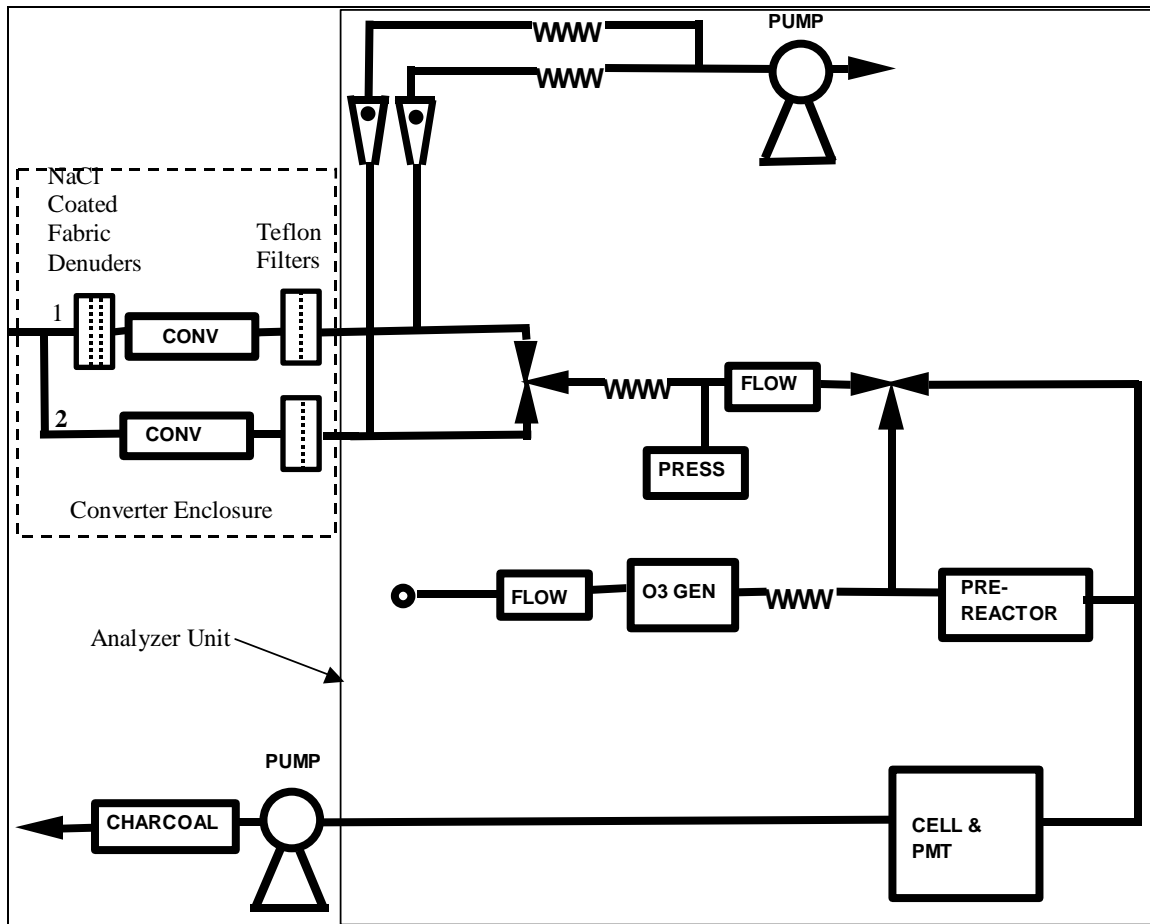 PUMP
NaCl
Coated
Fabric
Denuders
Teflon
Filters
1
CONV
FLOW
2
CONV
PRESS
Converter Enclosure
FLOW
O3 GEN
PRE-
REACTOR
Analyzer Unit
PUMP
CHARCOAL
CELL &
PMT